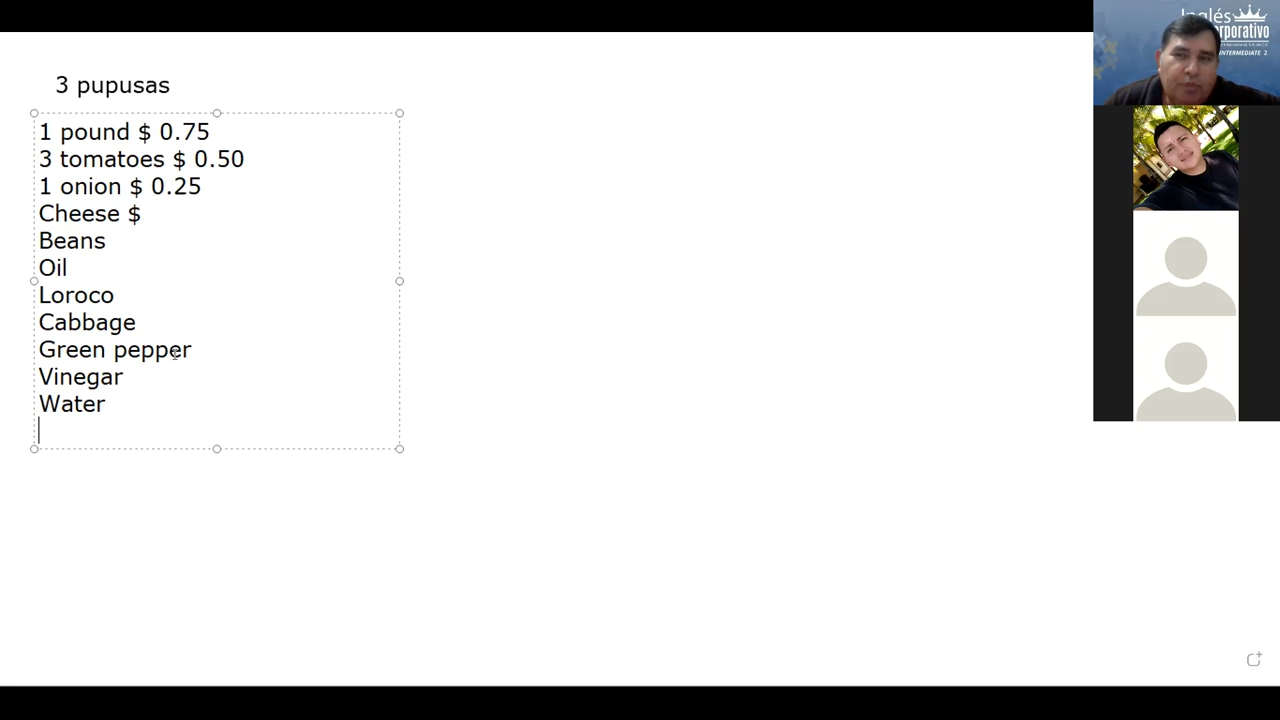 3 pupusas
1 pound $ 0.75
3 tomatoes $ 0.50
1 onion $ 0.25
Cheese $
Beans
Oil
Loroco
Cabbage
Green pepper
Vinegar
Water
Inglés
INTERMEDIATE 2